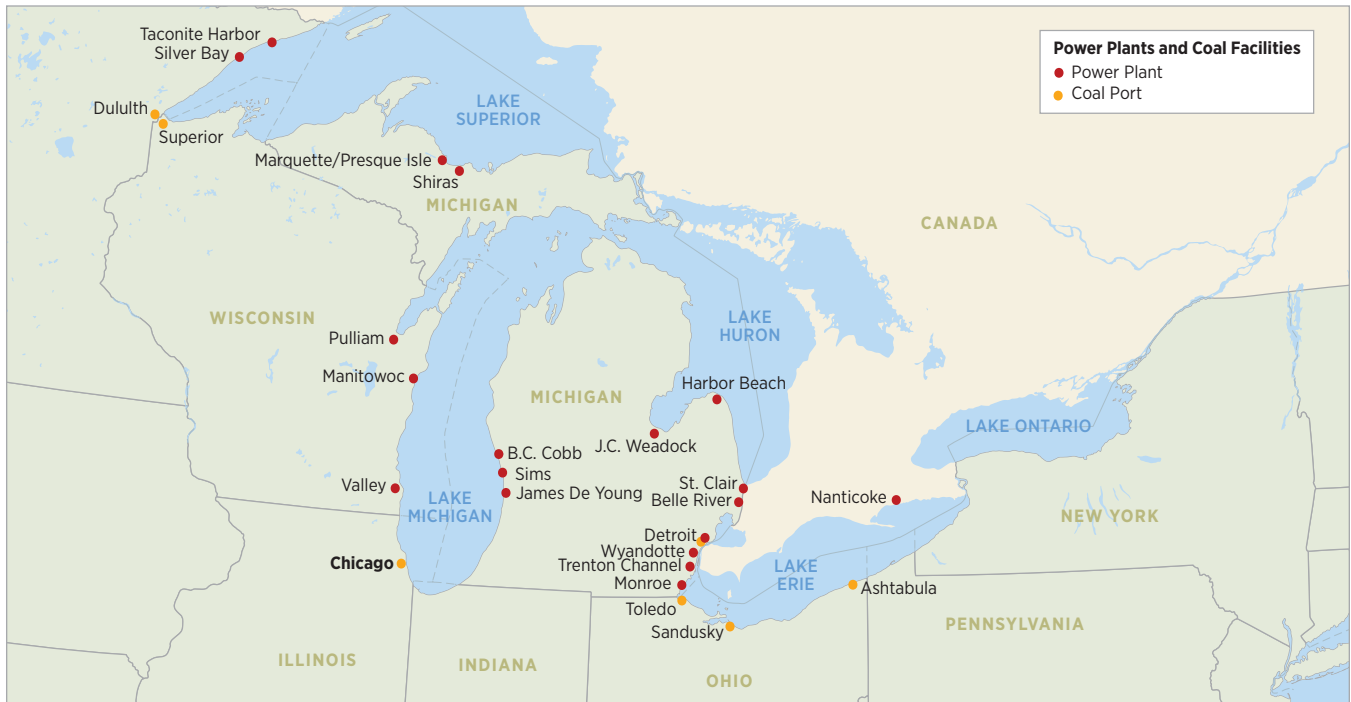 Taconite Harbor
Silver Bay
Power Plants and Coal Facilities
Power Plant
Coal Port
Dululth
Superior
LAKE
SUPERIOR
Marquette/Presque Isle
Shiras
MICHIGAN
CANADA
WISCONSIN
LAKE
HURON
Pulliam
Manitowoc
MICHIGAN
Harbor Beach
LAKE ONTARIO
J.C. Weadock
B.C. Cobb
Sims
James De Young
Valley
LAKE
MICHIGAN
St. Clair
Belle River
Nanticoke
NEW YORK
Chicago
Detroit
Wyandotte
Trenton Channel
Monroe
Toledo
Sandusky
LAKE
ERIE
Ashtabula
PENNSYLVANIA
ILLINOIS
INDIANA
OHIO